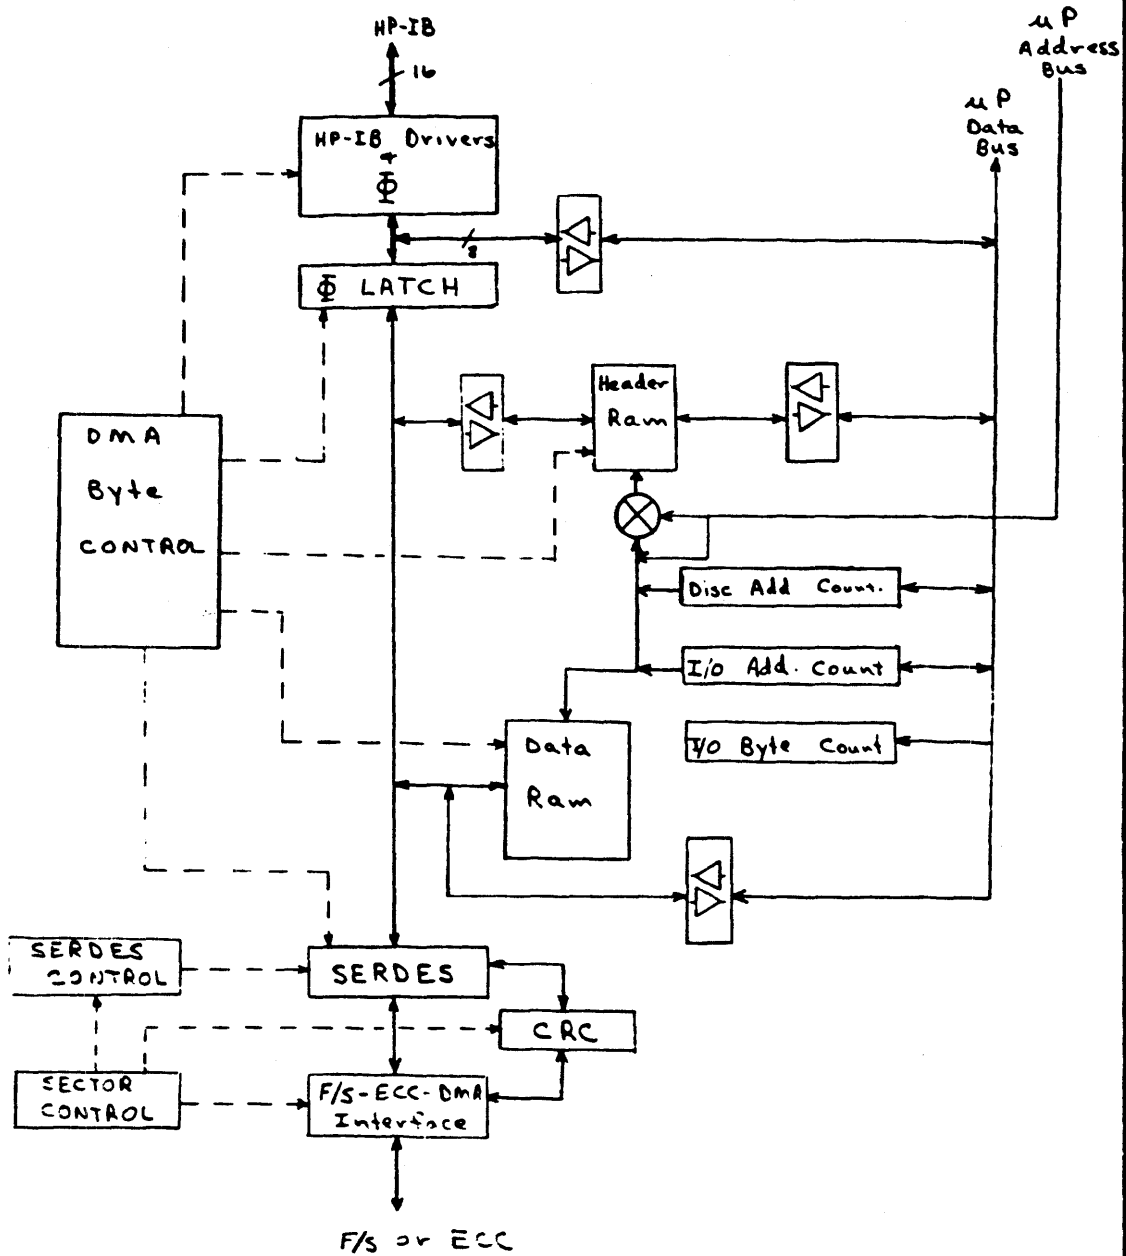 HP-IB
16
µP
Address
Bus
µP
Data
Bus
HP-IB Drivers
+
Φ
8
Φ LATCH
Header
Ram
DMA
Byte
CONTROL
Disc Add Count.
I/O Add. Count
I/O Byte Count
Data
Ram
SERDES
CONTROL
SERDES
CRC
SECTOR
CONTROL
F/S-ECC-DMA
Interface
F/S or ECC